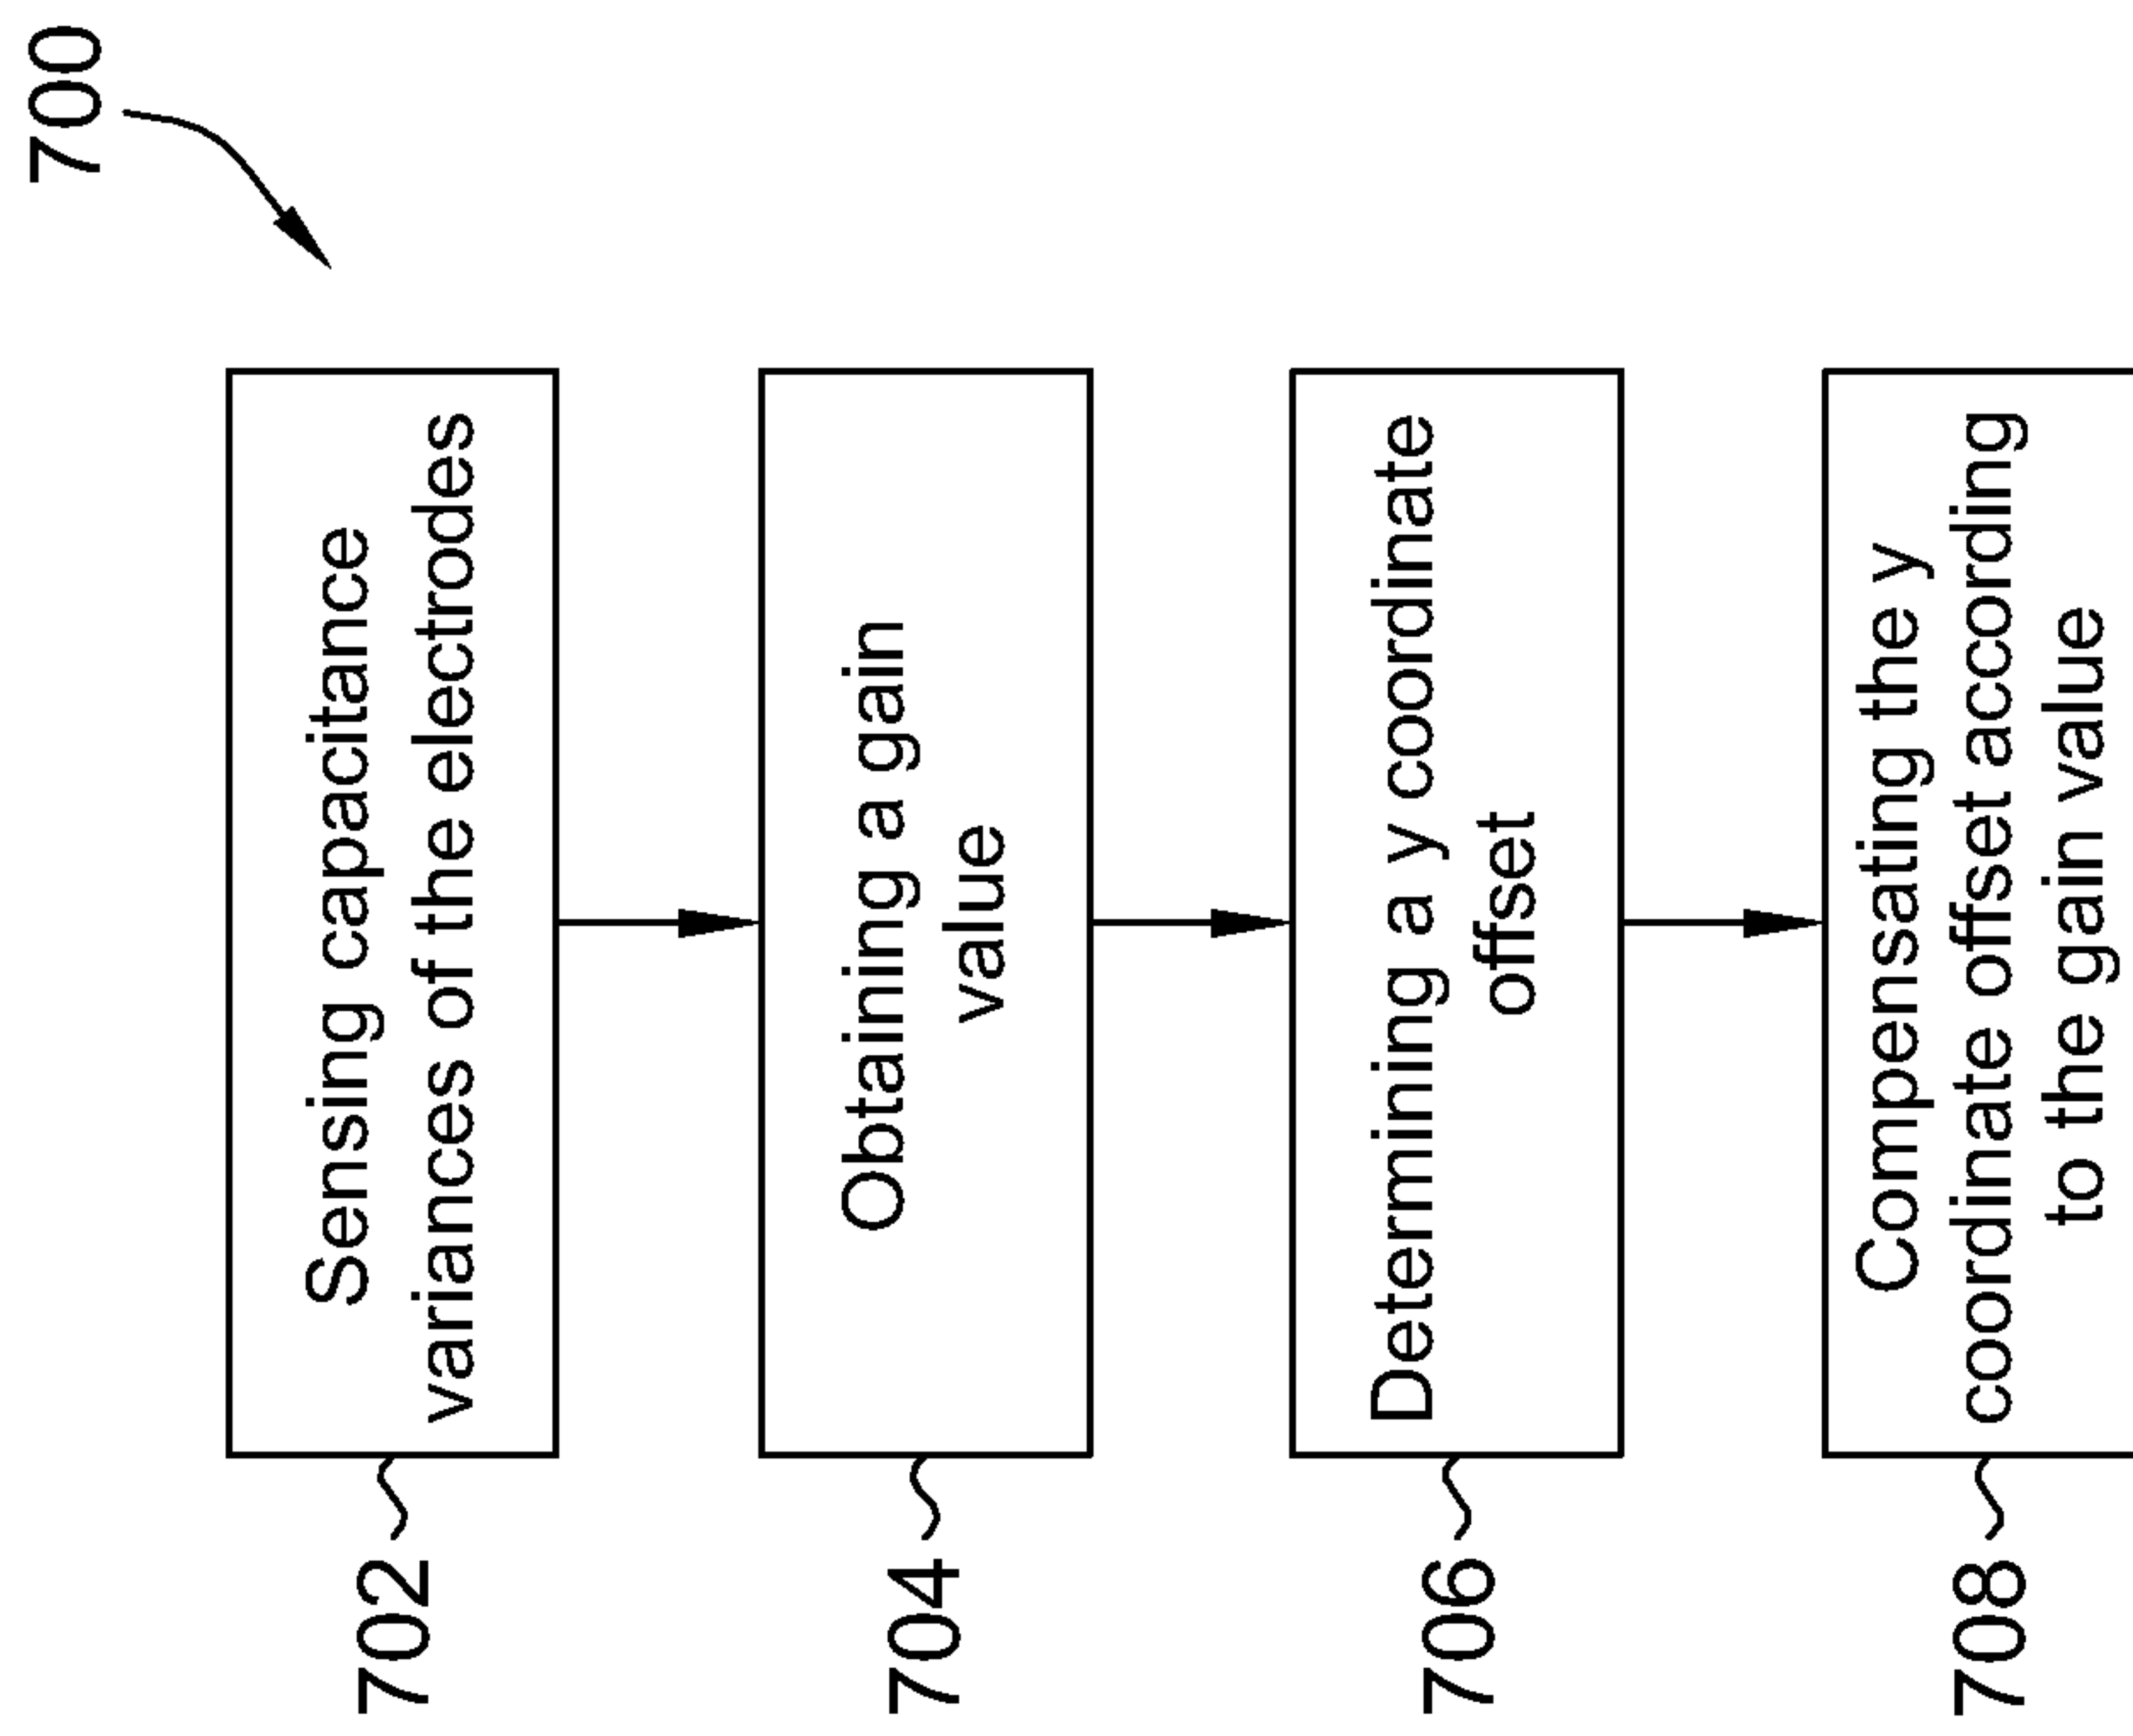 700
702
Sensing capacitance
variances of the electrodes
704
Obtaining a gain
value
706
Determining a y coordinate
offset
708
Compensating the y
coordinate offset according
to the gain value